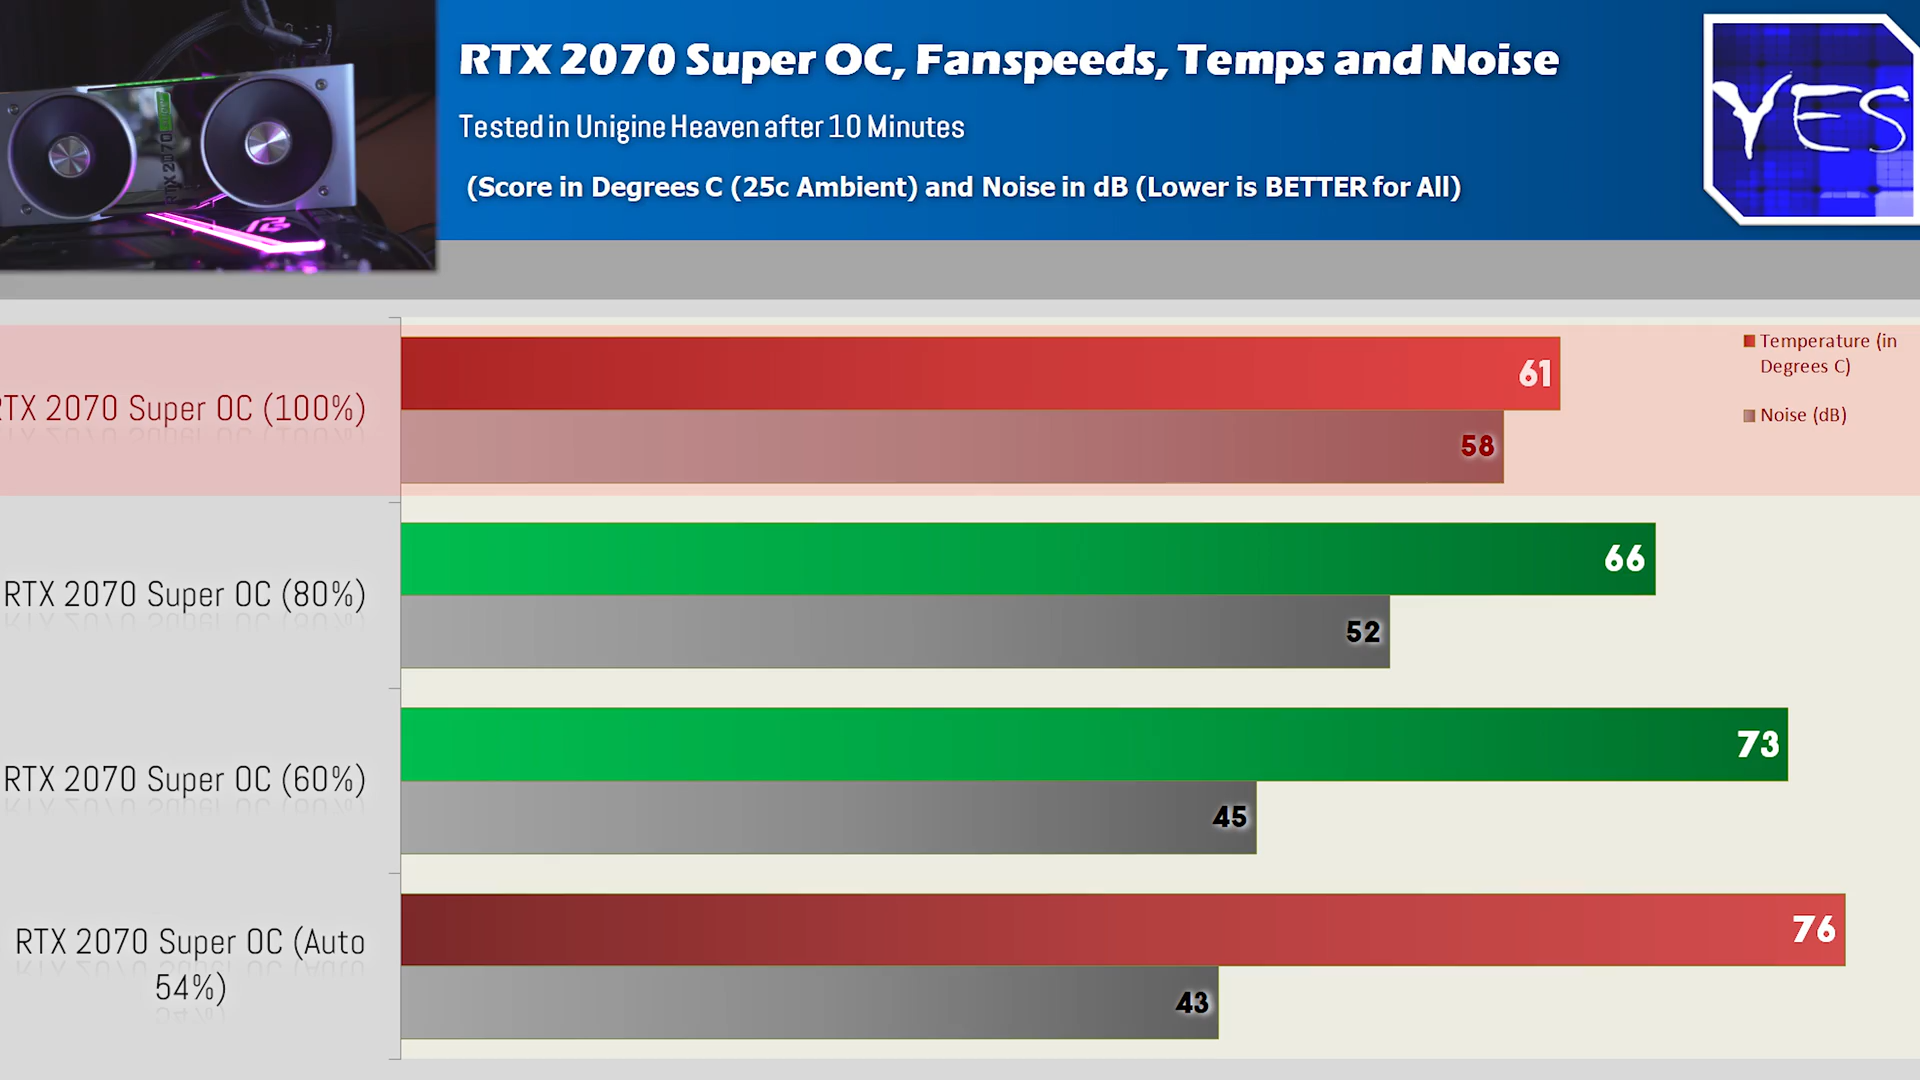 RTX 2070 Super OC, Fanspeeds, Temps and Noise
Tested in Unigine Heaven after 10 Minutes
(Score in Degrees C (25c Ambient) and Noise in dB (Lower is BETTER for All)
YES
RTX 2070
Temperature (in
Degrees C)
Noise (dB)
RTX 2070 Super OC (100%)
61
58
RTX 2070 Super OC (80%)
66
52
RTX 2070 Super OC (60%)
73
45
RTX 2070 Super OC (Auto
54%)
76
43